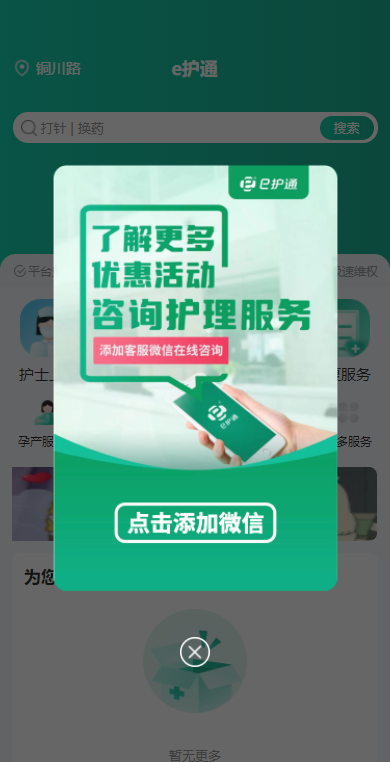 铜川路
e护通
打针 | 换药
搜索
e护通
了解更多
优惠活动
咨询护理服务
添加客服微信在线咨询
e护通
点击添加微信
平台
速维权
护士上
服务
孕产服
多服务
为您
暂无更多